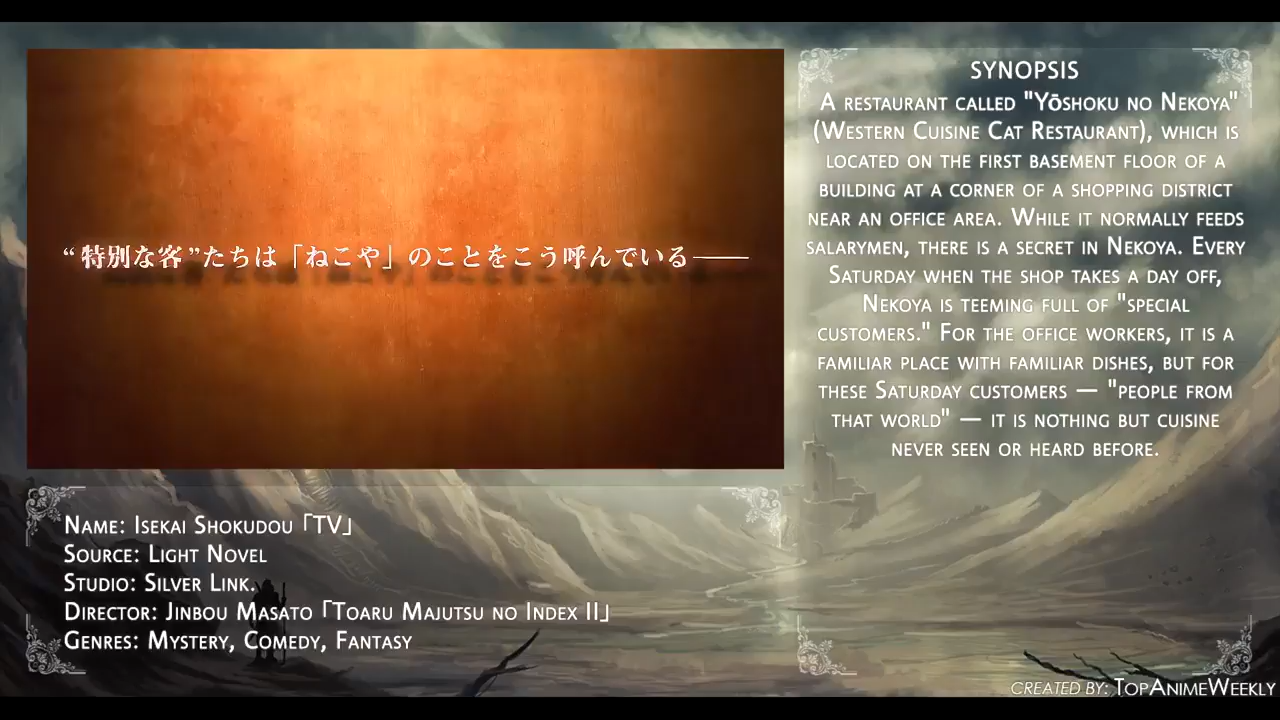 “特別な客”たちは「ねこや」のことをこう呼んでいる——
SYNOPSIS
A RESTAURANT CALLED "YŌSHOKU NO NEKOYA"
(WESTERN CUISINE CAT RESTAURANT), WHICH IS
LOCATED ON THE FIRST BASEMENT FLOOR OF A
BUILDING AT A CORNER OF A SHOPPING DISTRICT
NEAR AN OFFICE AREA. WHILE IT NORMALLY FEEDS
SALARYMEN, THERE IS A SECRET IN NEKOYA. EVERY
SATURDAY WHEN THE SHOP TAKES A DAY OFF,
NEKOYA IS TEEMING FULL OF "SPECIAL
CUSTOMERS." FOR THE OFFICE WORKERS, IT IS A
FAMILIAR PLACE WITH FAMILIAR DISHES, BUT FOR
THESE SATURDAY CUSTOMERS — "PEOPLE FROM
THAT WORLD" — IT IS NOTHING BUT CUISINE
NEVER SEEN OR HEARD BEFORE.
NAME: ISEKAI SHOKUDOU「TV」
SOURCE: LIGHT NOVEL
STUDIO: SILVER LINK.
DIRECTOR: JINBOU MASATO「TOARU MAJUTSU NO INDEX II」
GENRES: MYSTERY, COMEDY, FANTASY
CREATED BY: TOPANIMEWEEKLY